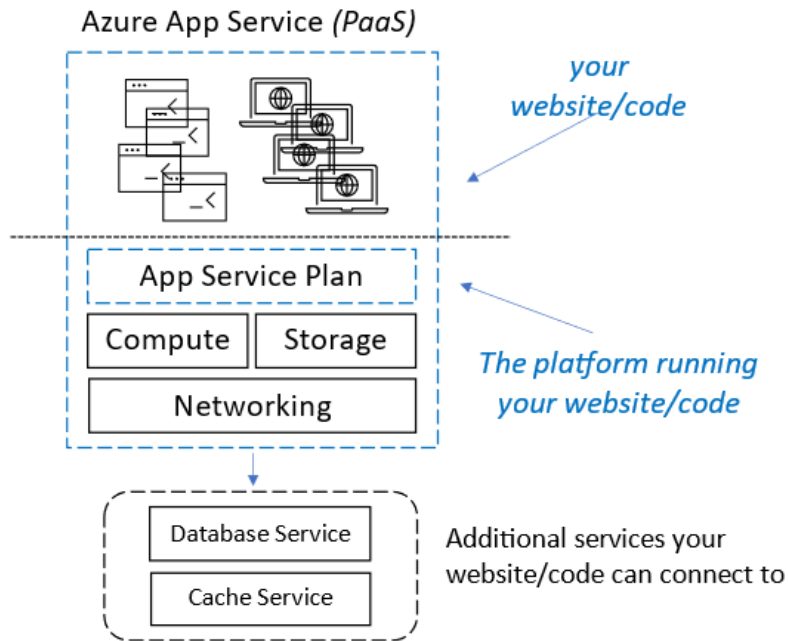 Azure App Service (PaaS)
your
website/code
App Service Plan
Compute
Storage
Networking
The platform running
your website/code
Database Service
Cache Service
Additional services your
website/code can connect to